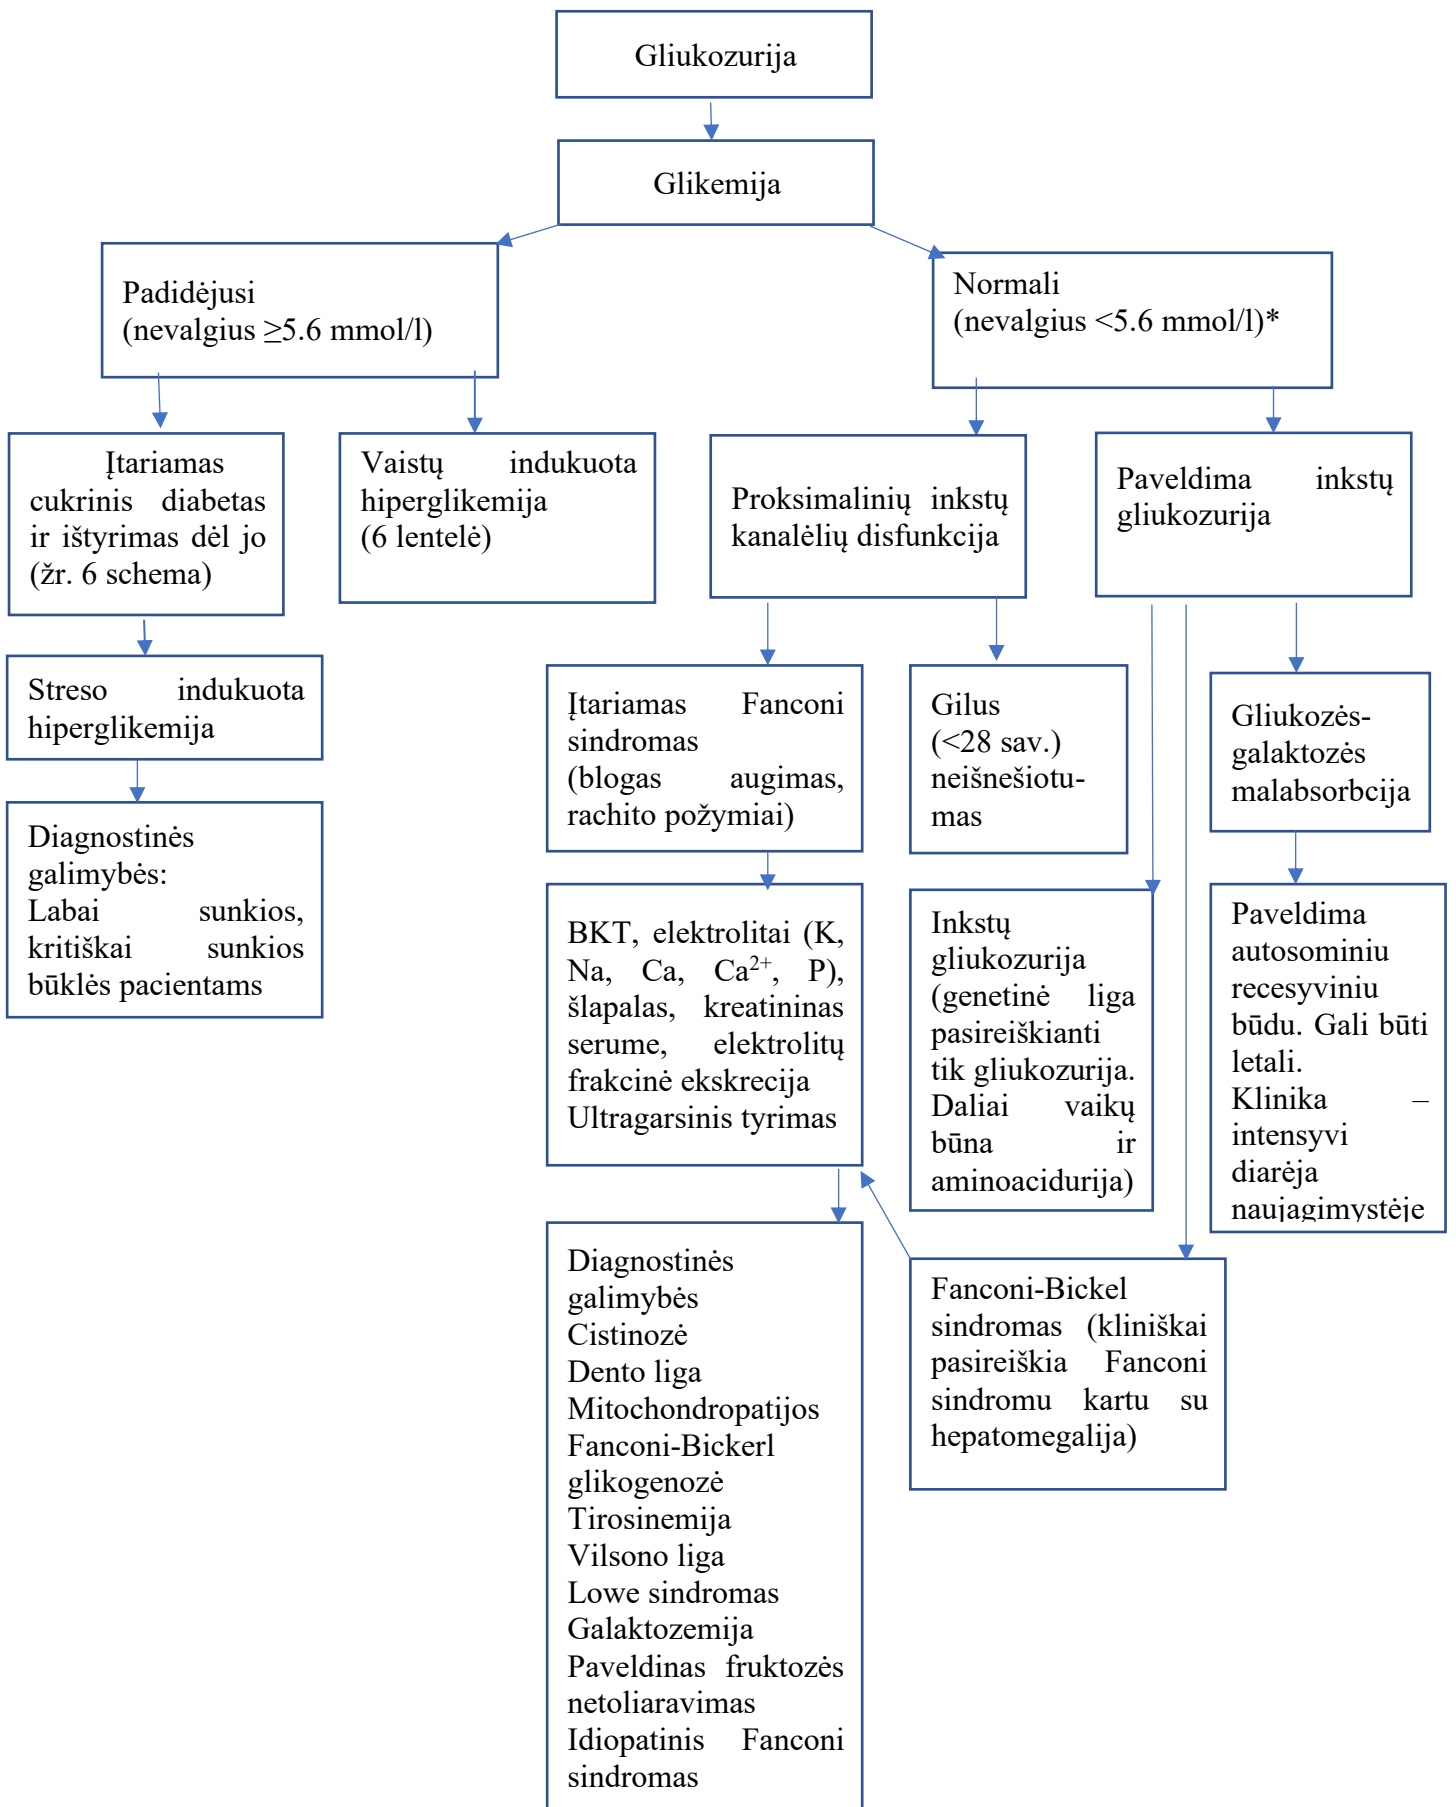 Gliukozurija
Glikemija
Padidėjusi
(nevalgius ≥5.6 mmol/l)
Normali
(nevalgius <5.6 mmol/l)*
Įtariamas
cukrinis diabetas
ir ištyrimas dėl jo
(žr. 6 schema)
Vaistų indukuota
hiperglikemija
(6 lentelė)
Proksimalinių inkstų
kanalėlių disfunkcija
Paveldima inkstų
gliukozurija
Streso indukuota
hiperglikemija
Įtariamas Fanconi
sindromas
(blogas augimas,
rachito požymiai)
Gilus
(<28 sav.)
neišnešiotu-
mas
Gliukozės-
galaktozės
malabsorbcija
Diagnostinės
galimybės:
Labai sunkios,
kritiškai sunkios
būklės pacientams
BKT, elektrolitai (K,
Na, Ca, Ca²⁺, P),
šlapalas, kreatininas
serume, elektrolitų
frakcinė ekskrecija
Ultragarsinis tyrimas
Inkstų
gliukozurija
(genetinė liga
pasireiškianti
tik gliukozurija.
Daliai vaikų
būna ir
aminoacidurija)
Paveldima
autosominiu
recesyviniu
būdu. Gali būti
letali.
Klinika –
intensyvi
diarėja
naujagimystėje
Diagnostinės
galimybės
Cistinozė
Dento liga
Mitochondropatijos
Fanconi-Bickerl
glikogenozė
Tirosinemija
Vilsono liga
Lowe sindromas
Galaktozemija
Paveldinas fruktozės
netoliaravimas
Idiopatinis Fanconi
sindromas
Fanconi-Bickel
sindromas (kliniškai
pasireiškia Fanconi
sindromu kartu su
hepatomegalija)